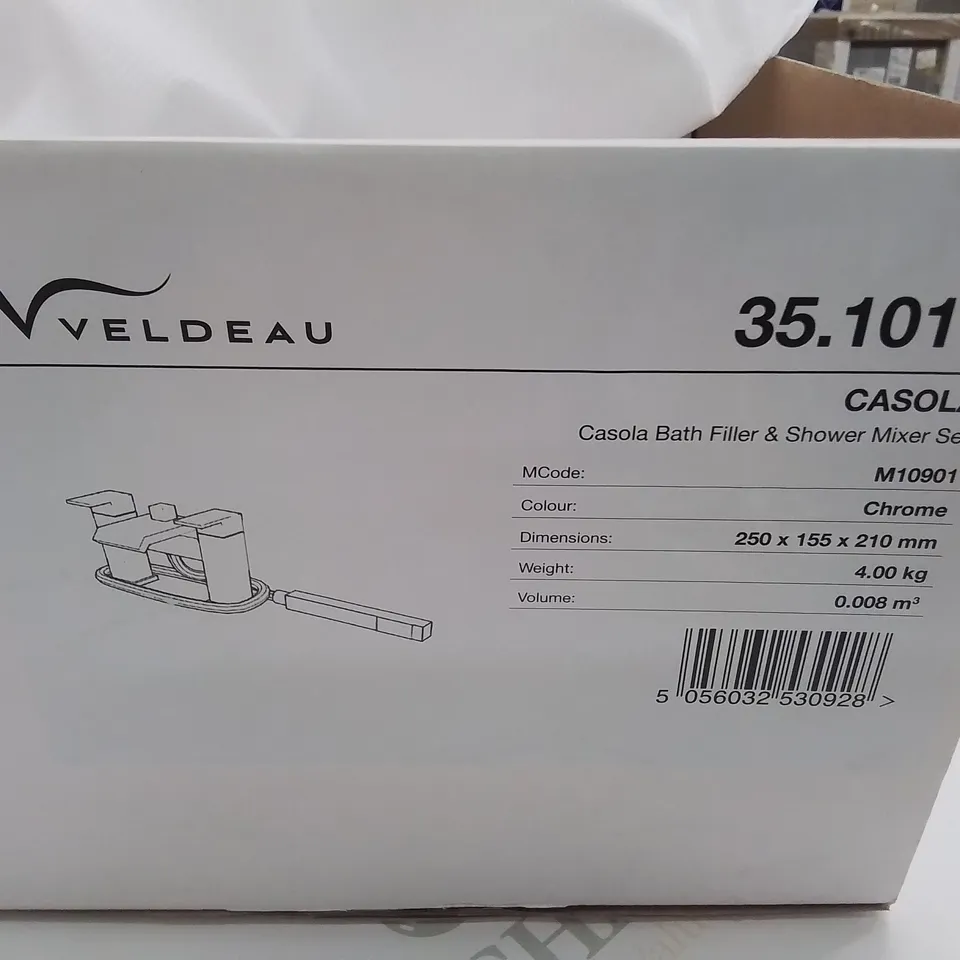 VELDEAU
35.101
CASOLA
Casola Bath Filler & Shower Mixer Se
MCode: M10901
Colour: Chrome
Dimensions: 250 x 155 x 210 mm
Weight: 4.00 kg
Volume: 0.008 m³
5 056032 530928 >